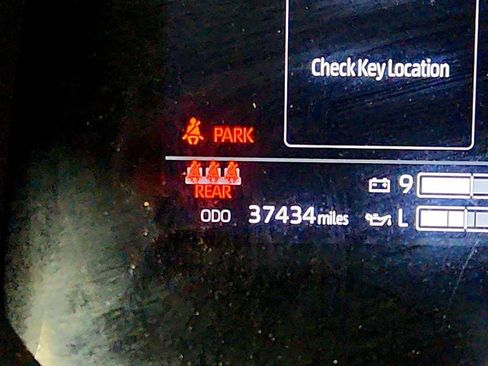 Check Key Location
PARK
REAR
9
ODO 37434 miles
L